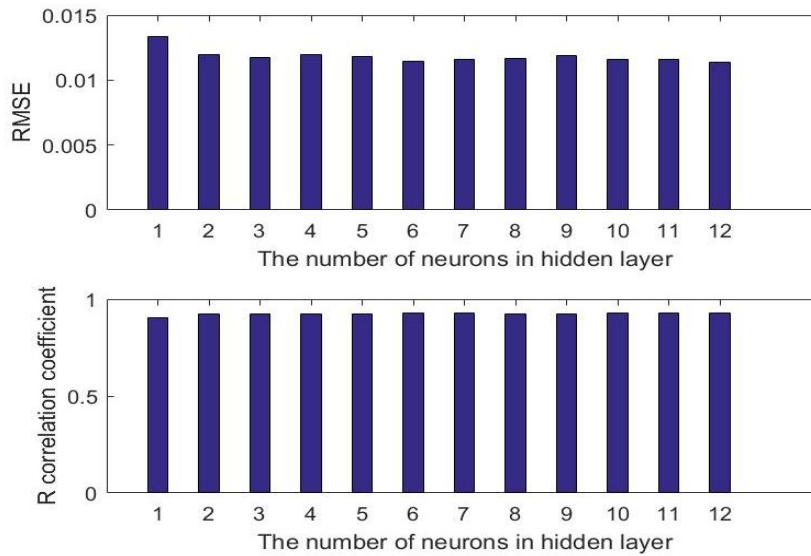 0.015
0.01
0.005
0
RMSE
1 2 3 4 5 6 7 8 9 10 11 12
The number of neurons in hidden layer
1
0.5
0
R correlation coefficient
1 2 3 4 5 6 7 8 9 10 11 12
The number of neurons in hidden layer